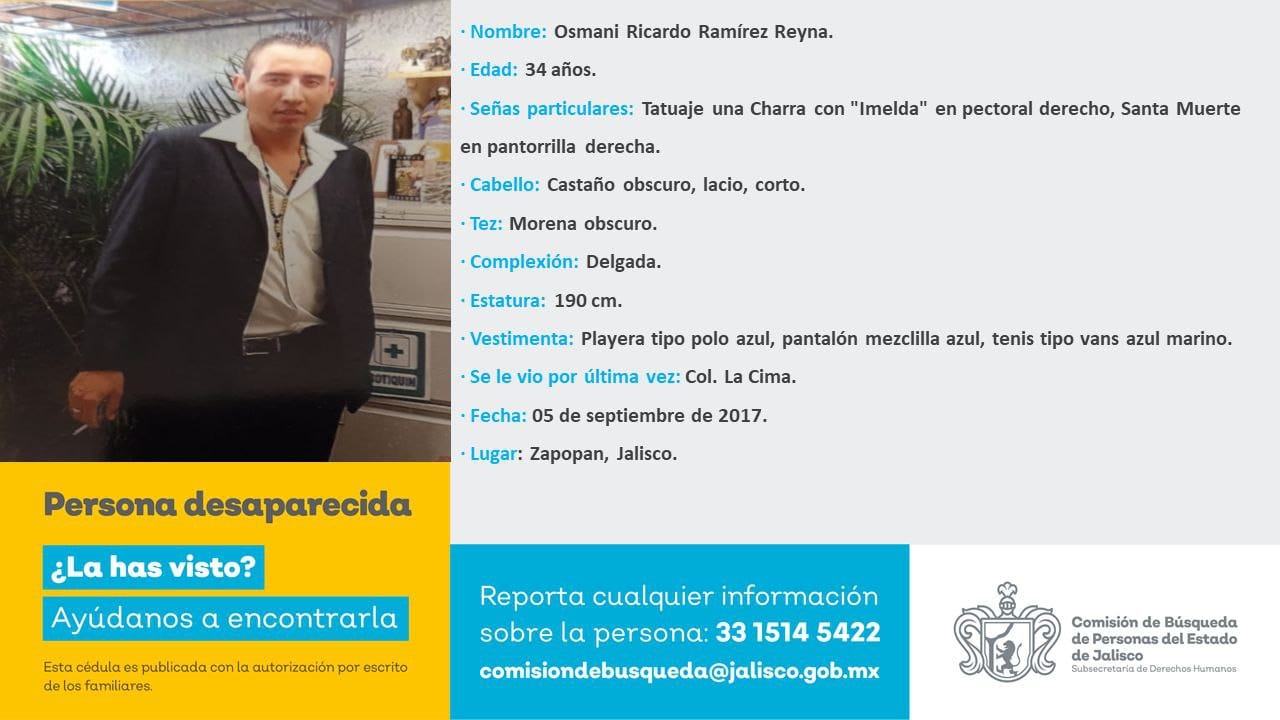 · Nombre: Osmani Ricardo Ramírez Reyna.
· Edad: 34 años.
· Señas particulares: Tatuaje una Charra con "Imelda" en pectoral derecho, Santa Muerte
en pantorrilla derecha.
· Cabello: Castaño obscuro, lacio, corto.
· Tez: Morena obscuro.
· Complexión: Delgada.
· Estatura: 190 cm.
· Vestimenta: Playera tipo polo azul, pantalón mezclilla azul, tenis tipo vans azul marino.
· Se le vio por última vez: Col. La Cima.
· Fecha: 05 de septiembre de 2017.
· Lugar: Zapopan, Jalisco.
BOTIQUIN
Persona desaparecida
¿La has visto?
Ayúdanos a encontrarla
Esta cédula es publicada con la autorización por escrito
de los familiares.
Reporta cualquier información
sobre la persona: 33 1514 5422
comisiondebusqueda@jalisco.gob.mx
Comisión de Búsqueda
de Personas del Estado
de Jalisco
Subsecretaría de Derechos Humanos